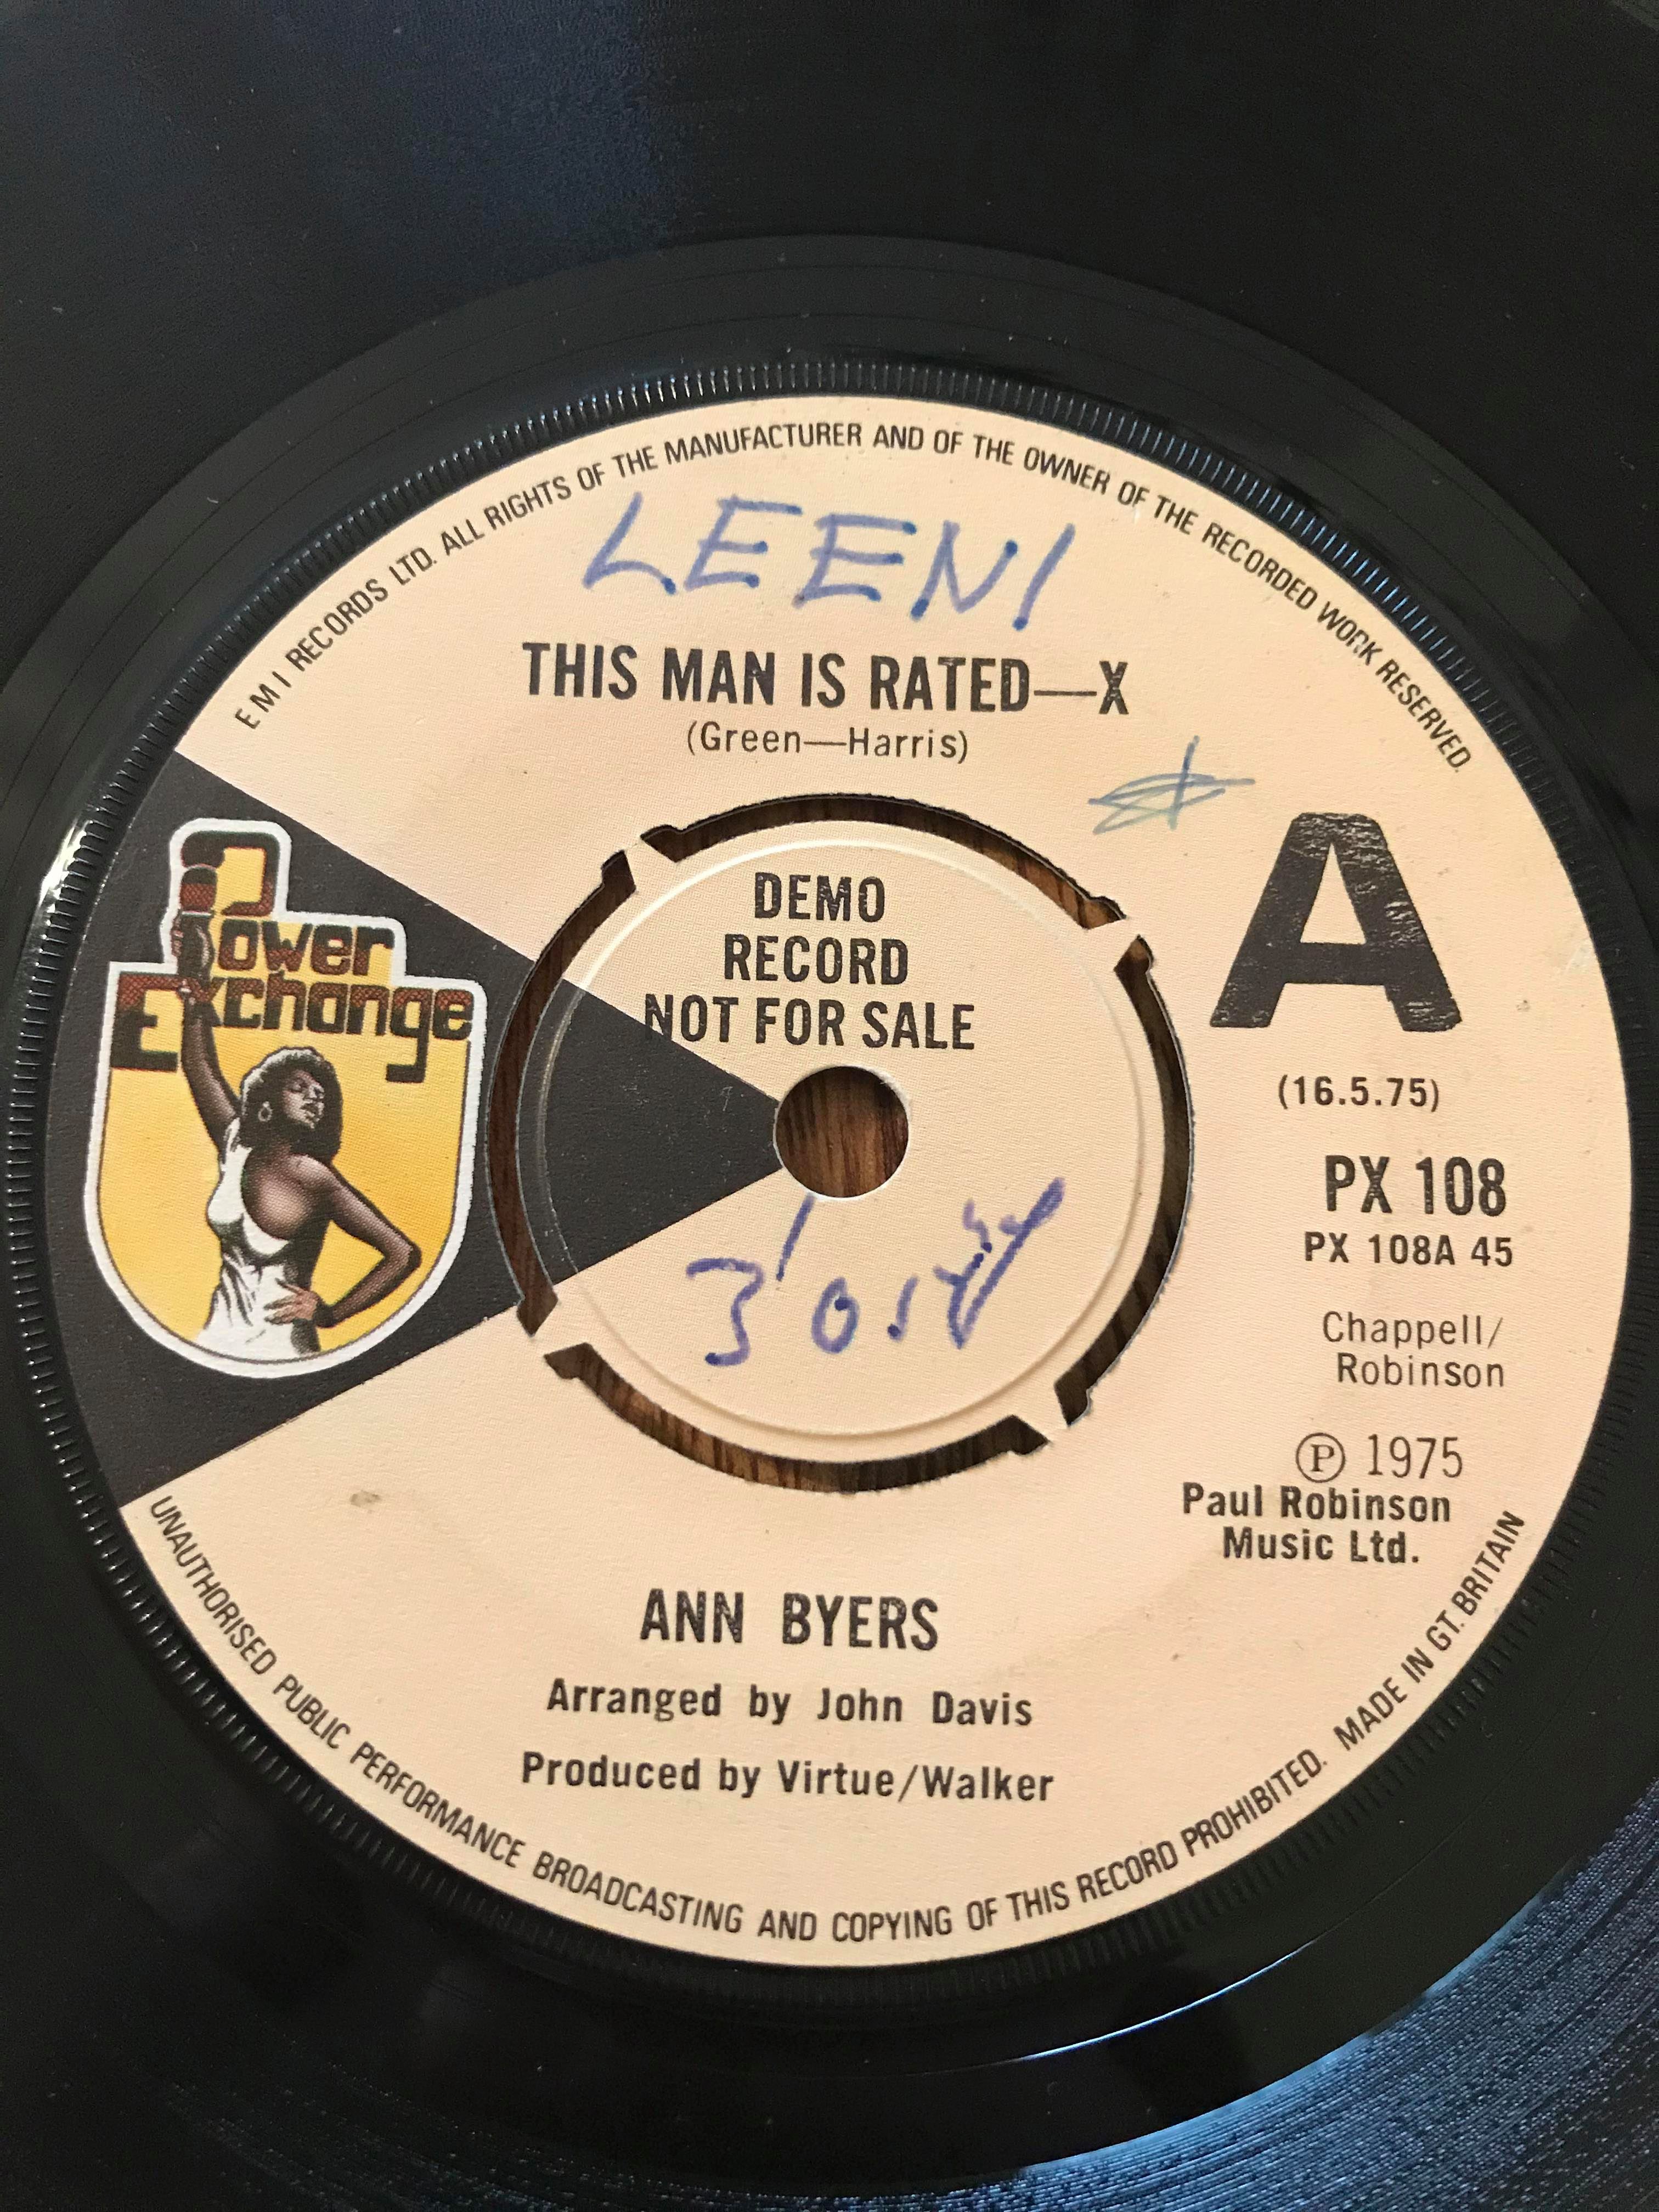 E M I RECORDS LTD. ALL RIGHTS OF THE MANUFACTURER AND OF THE OWNER OF THE RECORDED WORK RESERVED.
LEENI
THIS MAN IS RATED—X
(Green—Harris)
Power
Exchange
DEMO
RECORD
NOT FOR SALE
A
(16.5.75)
PX 108
PX 108A 45
Chappell/
Robinson
Ⓟ 1975
Paul Robinson
Music Ltd.
ANN BYERS
Arranged by John Davis
Produced by Virtue/Walker
UNAUTHORISED PUBLIC PERFORMANCE BROADCASTING AND COPYING OF THIS RECORD PROHIBITED. MADE IN GT. BRITAIN